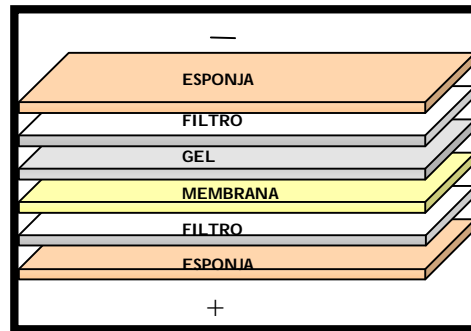 —
ESPONJA
FILTRO
GEL
MEMBRANA
FILTRO
ESPONJA
+